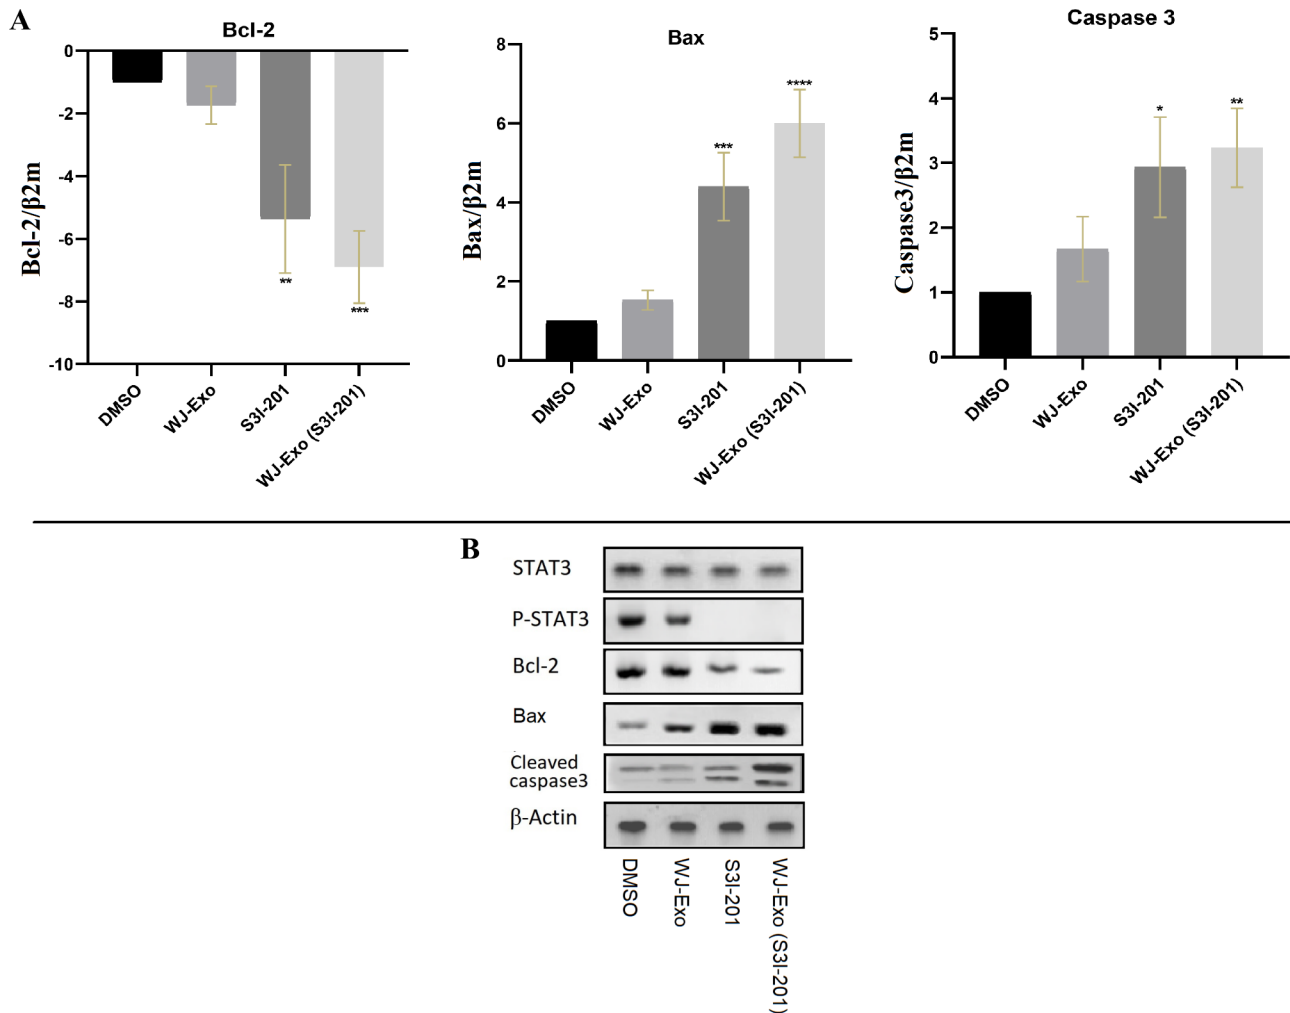 A
Bcl-2
Bcl-2/β2m
0
-2
-4
-6
-8
-10
**
***
DMSO
WJ-Exo
S3I-201
WJ-Exo (S3I-201)
Bax
Bax/β2m
8
6
4
2
0
***
****
DMSO
WJ-Exo
S3I-201
WJ-Exo (S3I-201)
Caspase 3
Caspase3/β2m
5
4
3
2
1
0
*
**
DMSO
WJ-Exo
S3I-201
WJ-Exo (S3I-201)
B
STAT3
P-STAT3
Bcl-2
Bax
Cleaved
caspase3
β-Actin
DMSO
WJ-Exo
S3I-201
WJ-Exo (S3I-201)